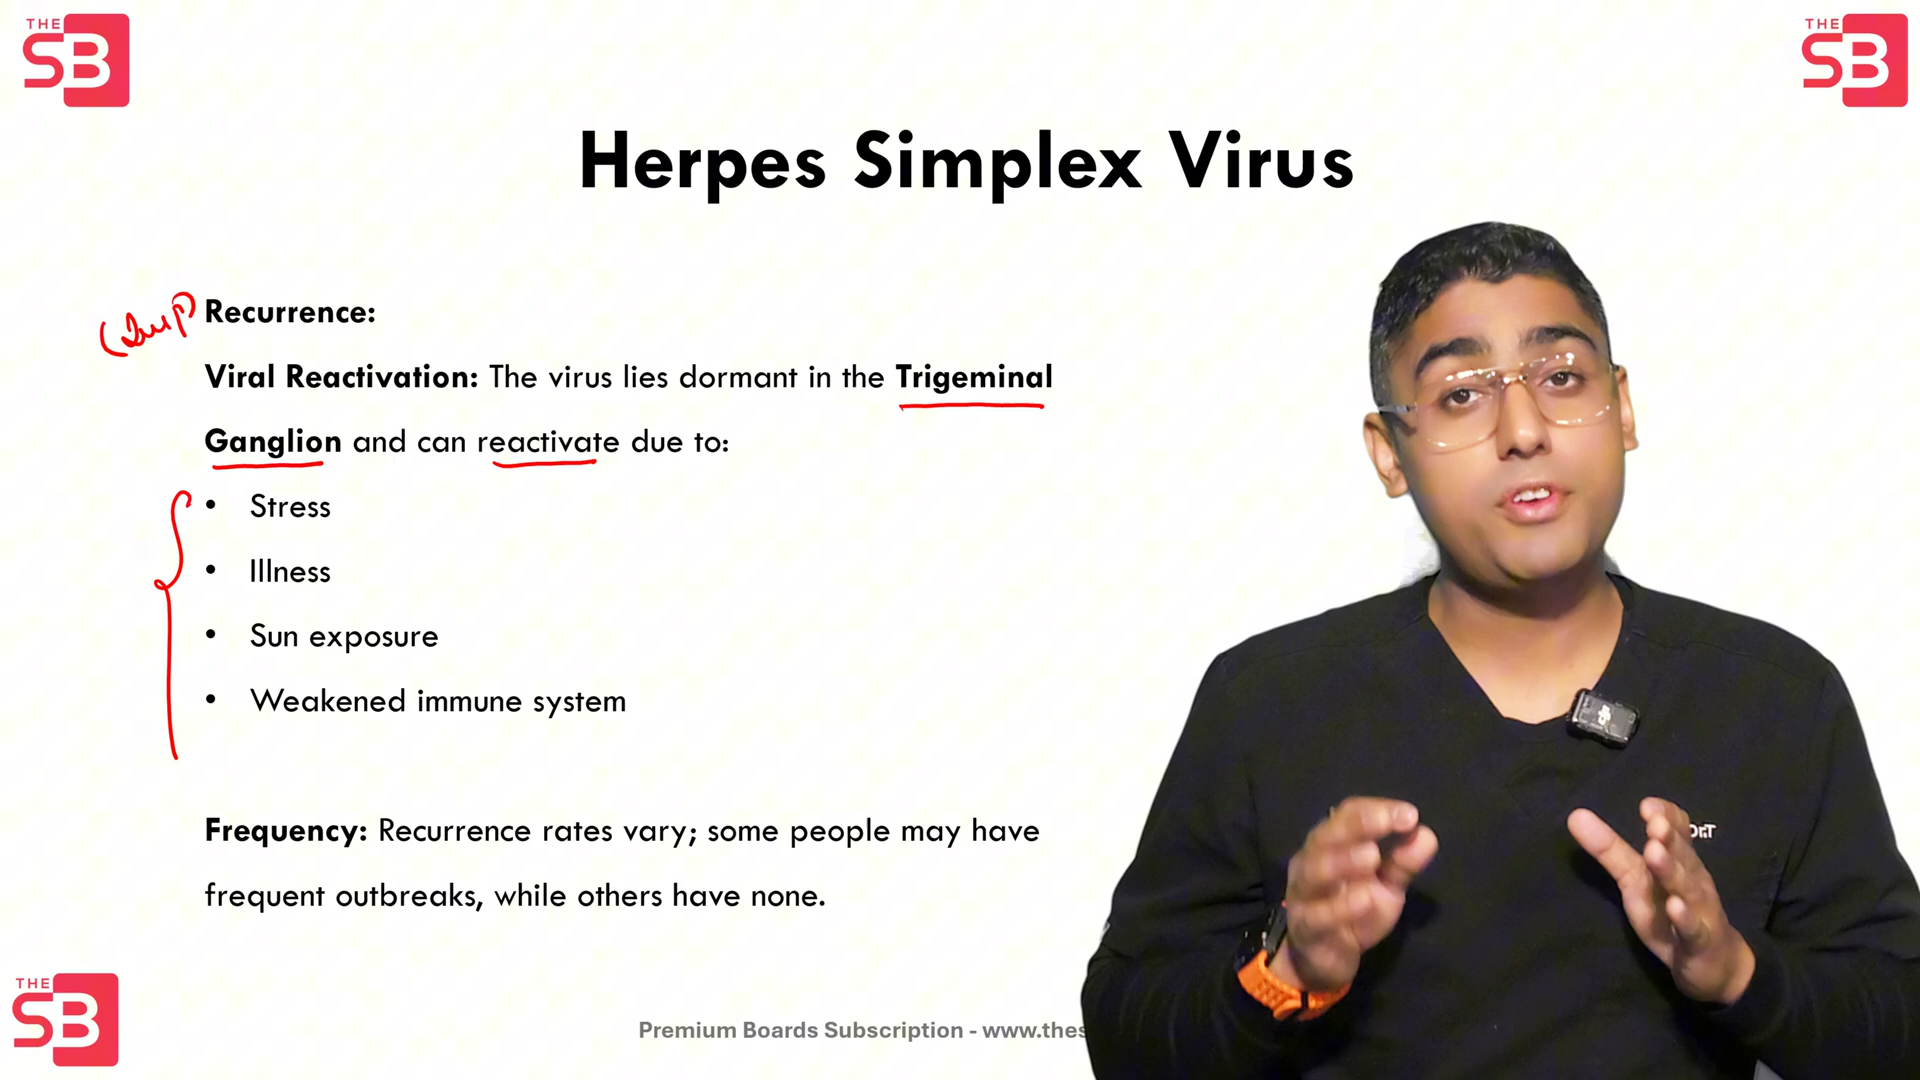 THE
SB
THE
SB
Herpes Simplex Virus
(Imp)
Recurrence:
Viral Reactivation: The virus lies dormant in the Trigeminal
Ganglion and can reactivate due to:
• Stress
• Illness
• Sun exposure
• Weakened immune system
Frequency: Recurrence rates vary; some people may have
frequent outbreaks, while others have none.
THE
SB
Premium Boards Subscription - www.thes
dji